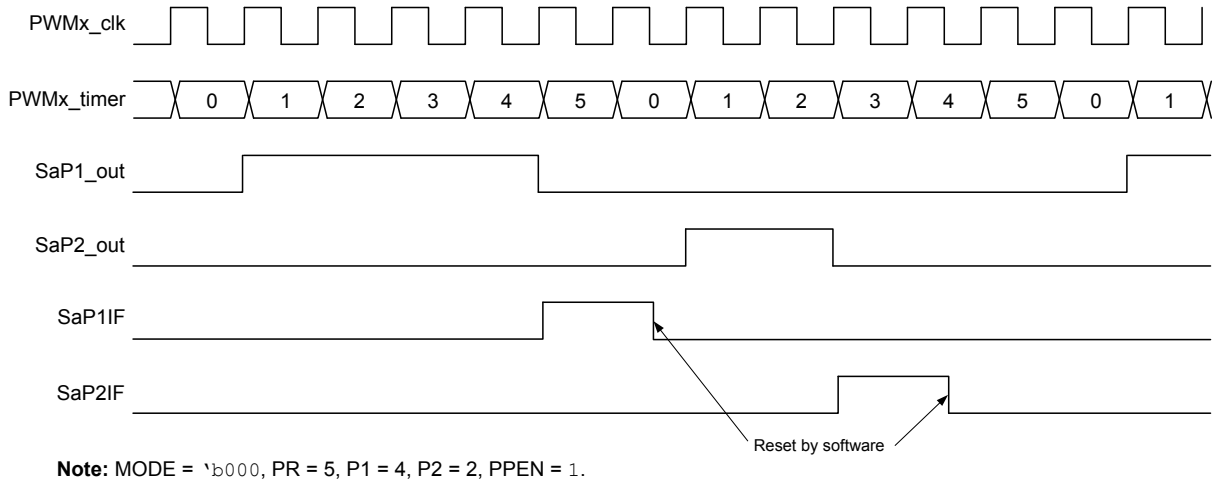 PWMx_clk
PWMx_timer 0 1 2 3 4 5 0 1 2 3 4 5 0 1
SaP1_out
SaP2_out
SaP1IF
SaP2IF
Reset by software
Note: MODE = 'b000, PR = 5, P1 = 4, P2 = 2, PPEN = 1.